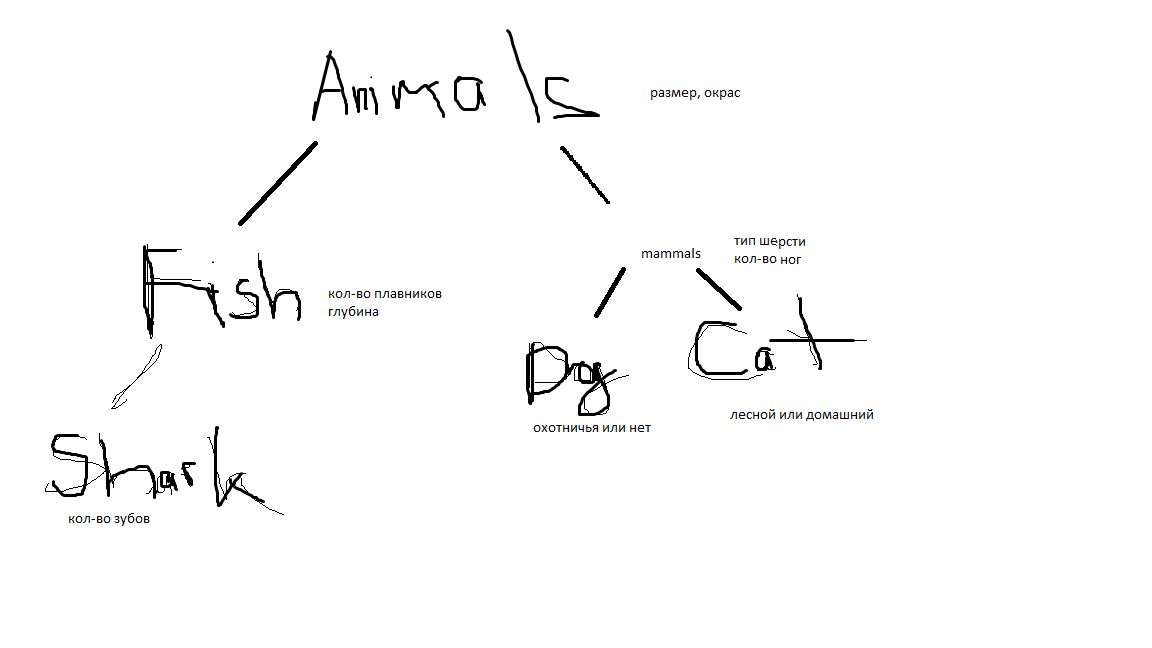 Animals
размер, окрас
Fish
кол-во плавников
глубина
mammals
тип шерсти
кол-во ног
Dog
охотничья или нет
Cat
лесной или домашний
Shark
кол-во зубов